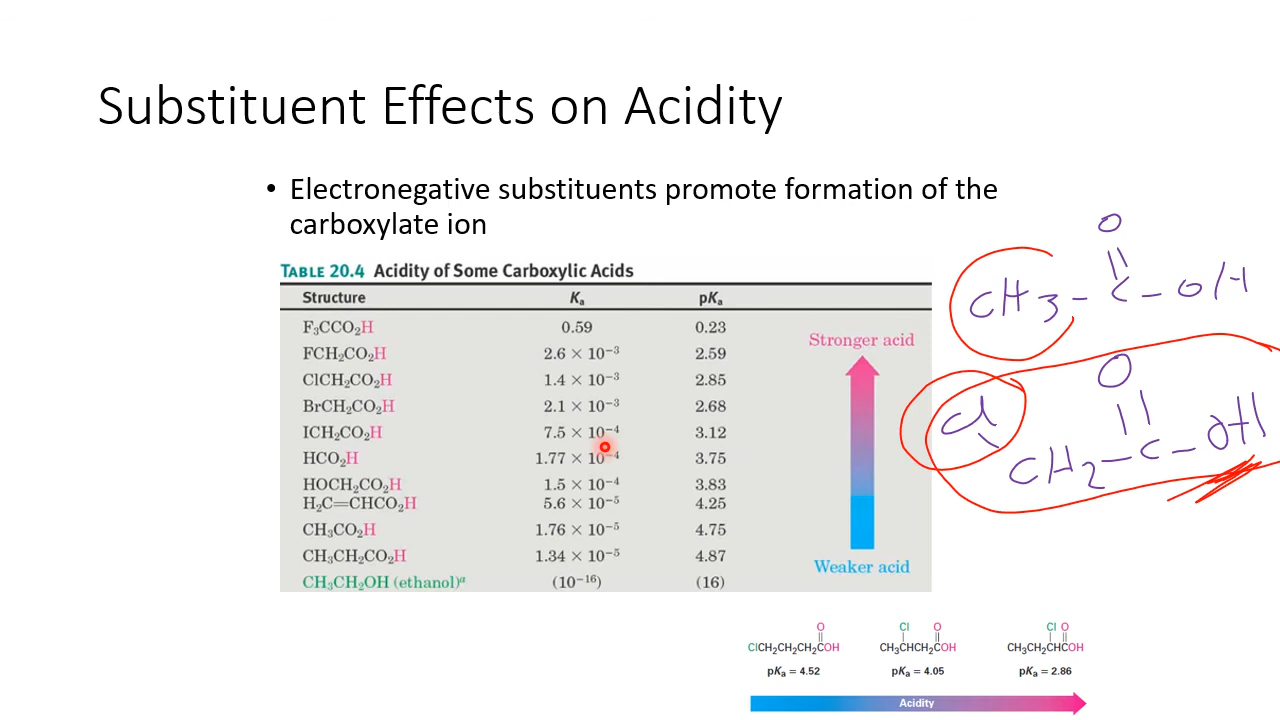 Substituent Effects on Acidity
• Electronegative substituents promote formation of the
carboxylate ion
TABLE 20.4 Acidity of Some Carboxylic Acids
Structure Kₐ pKₐ
F₃CCO₂H 0.59 0.23
FCH₂CO₂H 2.6 × 10⁻³ 2.59
ClCH₂CO₂H 1.4 × 10⁻³ 2.85
BrCH₂CO₂H 2.1 × 10⁻³ 2.68
ICH₂CO₂H 7.5 × 10⁻⁴ 3.12
HCO₂H 1.77 × 10⁻⁴ 3.75
HOCH₂CO₂H 1.5 × 10⁻⁴ 3.83
H₂C=CHCO₂H 5.6 × 10⁻⁵ 4.25
CH₃CO₂H 1.76 × 10⁻⁵ 4.75
CH₃CH₂CO₂H 1.34 × 10⁻⁵ 4.87
CH₃CH₂OH (ethanol)ᵃ (10⁻¹⁶) (16)
Stronger acid
Weaker acid
O
CH₃-C-OH
O
Cl
CH₂-C-OH
O
ClCH₂CH₂CH₂COH
pKₐ = 4.52
Cl O
CH₃CHCH₂COH
pKₐ = 4.05
Cl O
CH₃CH₂CHCOH
pKₐ = 2.86
Acidity